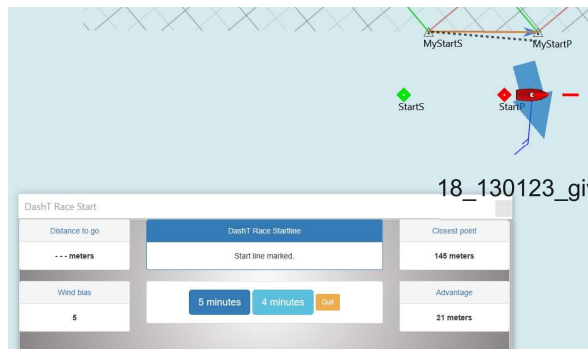 MyStartS
MyStartP
StartS
StartP
18_130123_gi
DashT Race Start
Distance to go
- - - meters
DashT Race Startline
Start line marked.
Closest point
145 meters
Wind bias
5
5 minutes
4 minutes
Quit
Advantage
21 meters